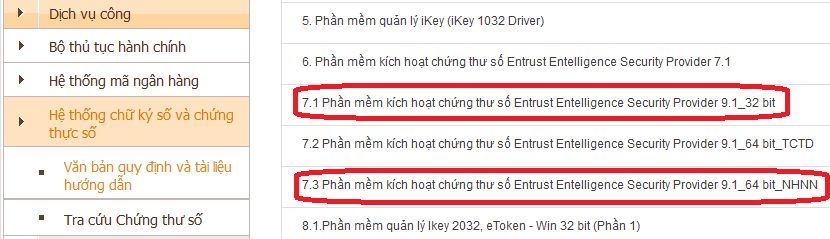 Dịch vụ công
Bộ thủ tục hành chính
Hệ thống mã ngân hàng
Hệ thống chữ ký số và chứng
thực số
Văn bản quy định và tài liệu
hướng dẫn
Tra cứu Chứng thư số
5. Phần mềm quản lý iKey (iKey 1032 Driver)
6. Phần mềm kích hoạt chứng thư số Entrust Entelligence Security Provider 7.1
7.1 Phần mềm kích hoạt chứng thư số Entrust Entelligence Security Provider 9.1_32 bit
7.2 Phần mềm kích hoạt chứng thư số Entrust Entelligence Security Provider 9.1_64 bit_TCTD
7.3 Phần mềm kích hoạt chứng thư số Entrust Entelligence Security Provider 9.1_64 bit_NHNN
8.1.Phần mềm quản lý Ikey 2032, eToken - Win 32 bit (Phần 1)